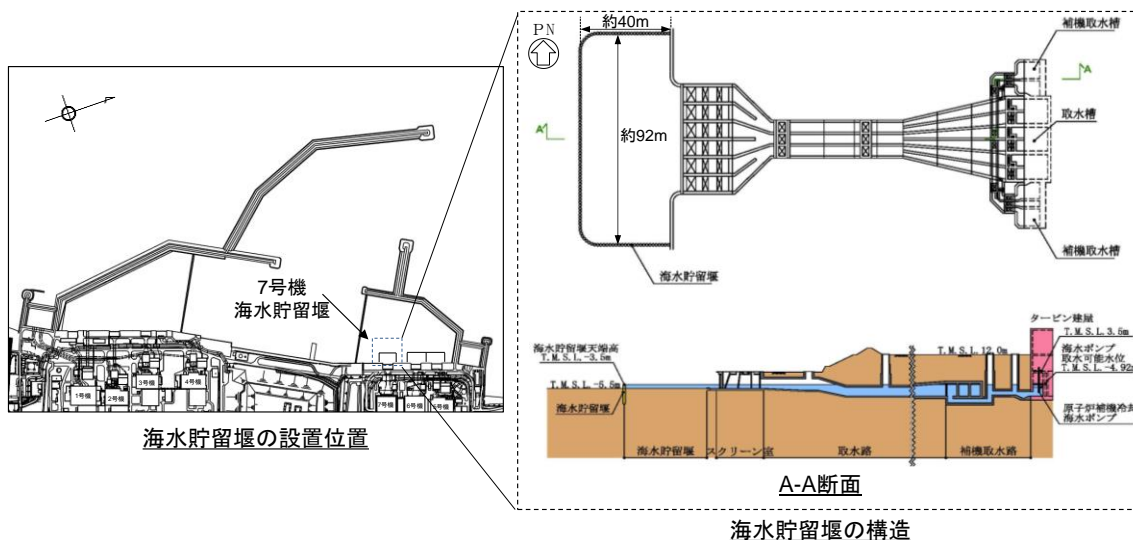 7号機
海水貯留堰
1号機
2号機
3号機
4号機
7号機
6号機
5号機
海水貯留堰の設置位置
PN
約40m
約92m
A
A
補機取水槽
取水槽
補機取水槽
海水貯留堰
海水貯留堰天端高
T.M.S.L.-3.5m
T.M.S.L.-5.5m
海水貯留堰
T.M.S.L.12.0m
タービン建屋
T.M.S.L.3.5m
海水ポンプ
取水可能水位
T.M.S.L.-4.92m
原子炉補機冷却
海水ポンプ
海水貯留堰
スクリーン室
取水路
補機取水路
A-A断面
海水貯留堰の構造